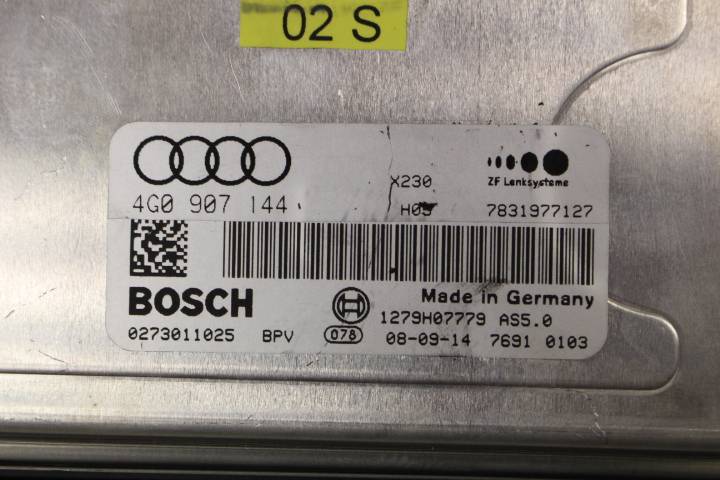 02 S
X230
ZF Lenksysteme
4G0 907 144 H09 7831977127
BOSCH
Made in Germany
1279H07779 AS5.0
0273011025 BPV 078 08-09-14 7691 0103